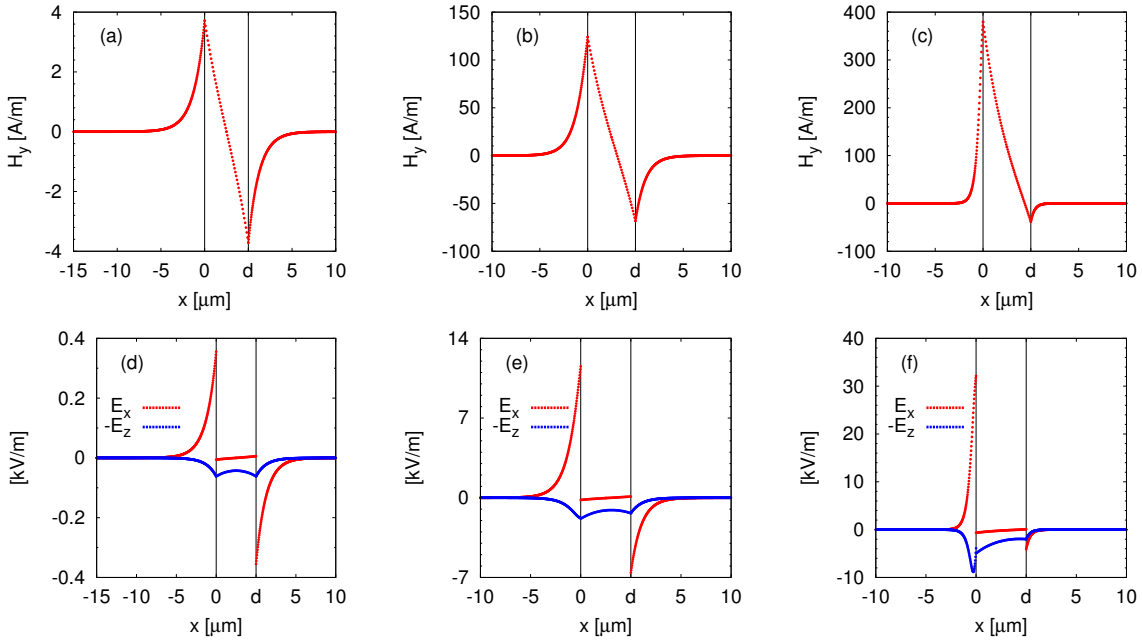 (a)
H_y [A/m]
4
2
0
-2
-4
-15 -10 -5 0 d 5 10
x [μm]
(b)
H_y [A/m]
150
100
50
0
-50
-100
-10 -5 0 d 5 10
x [μm]
(c)
H_y [A/m]
400
300
200
100
0
-100
-10 -5 0 d 5 10
x [μm]
(d)
E_x
-E_z
[kV/m]
0.4
0.2
0
-0.2
-0.4
-15 -10 -5 0 d 5 10
x [μm]
(e)
E_x
-E_z
[kV/m]
14
7
0
-7
-10 -5 0 d 5 10
x [μm]
(f)
E_x
-E_z
[kV/m]
40
30
20
10
0
-10
-10 -5 0 d 5 10
x [μm]